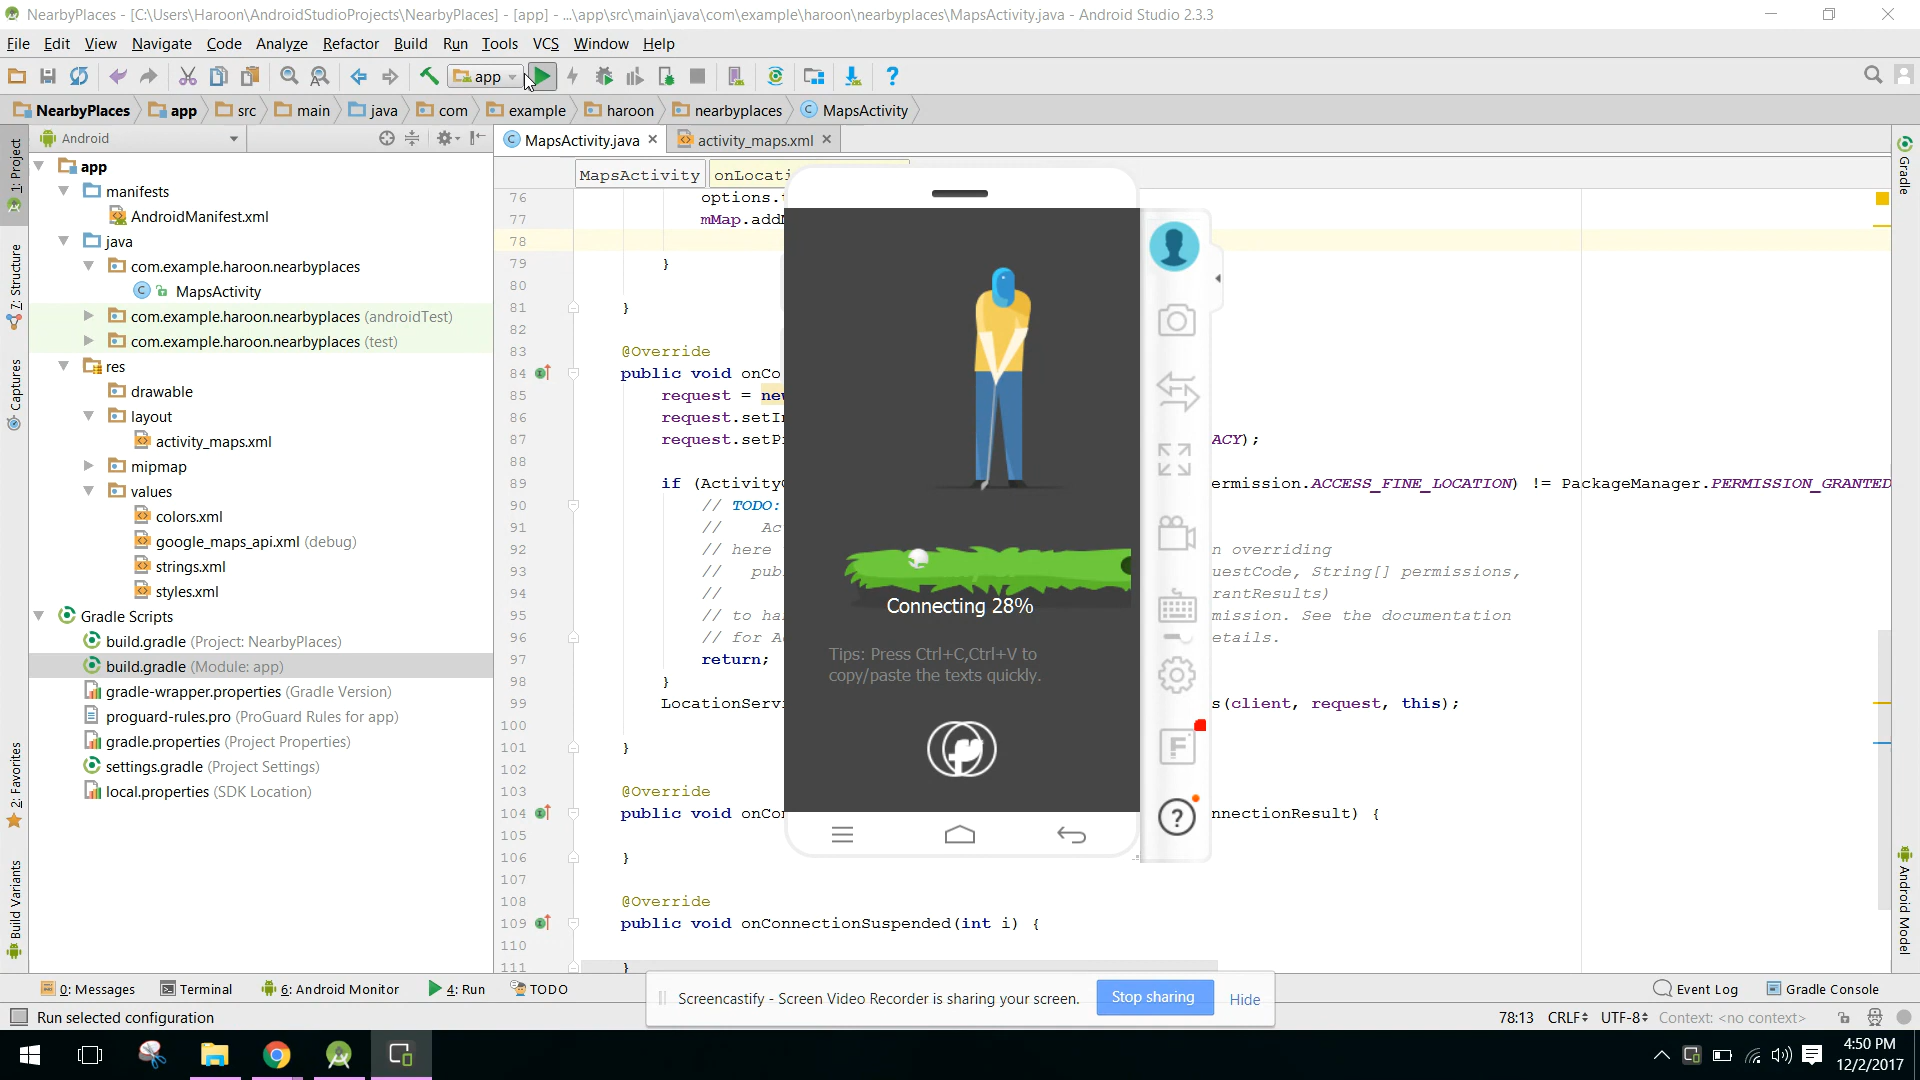 NearbyPlaces - [C:\Users\Haroon\AndroidStudioProjects\NearbyPlaces] - [app] - ...\app\src\main\java\com\example\haroon\nearbyplaces\MapsActivity.java - Android Studio 2.3.3
File Edit View Navigate Code Analyze Refactor Build Run Tools VCS Window Help
app
NearbyPlaces app src main java com example haroon nearbyplaces MapsActivity
Android
MapsActivity.java activity_maps.xml
MapsActivity onLocati
1: Project
7: Structure
Captures
2: Favorites
Build Variants
app
manifests
AndroidManifest.xml
java
com.example.haroon.nearbyplaces
MapsActivity
com.example.haroon.nearbyplaces (androidTest)
com.example.haroon.nearbyplaces (test)
res
drawable
layout
activity_maps.xml
mipmap
values
colors.xml
google_maps_api.xml (debug)
strings.xml
styles.xml
Gradle Scripts
build.gradle (Project: NearbyPlaces)
build.gradle (Module: app)
gradle-wrapper.properties (Gradle Version)
proguard-rules.pro (ProGuard Rules for app)
gradle.properties (Project Properties)
settings.gradle (Project Settings)
local.properties (SDK Location)
76 options.
77 mMap.add
78
79 }
80
81 }
82
83 @Override
84 public void onCo
85 request = new
86 request.setI
87 request.setP ACY);
88
89 if (Activity ermission.ACCESS_FINE_LOCATION) != PackageManager.PERMISSION_GRANTED
90 // TODO:
91 // Ac
92 // here n overriding
93 // pub uestCode, String[] permissions,
94 // rantResults)
95 // to ha mission. See the documentation
96 // for A etails.
97 return;
98 }
99 LocationServi s(client, request, this);
100
101 }
102
103 @Override
104 public void onCo nnectionResult) {
105
106 }
107
108 @Override
109 public void onConnectionSuspended(int i) {
110
111 }
Connecting 28%
Tips: Press Ctrl+C,Ctrl+V to
copy/paste the texts quickly.
F
?
Gradle
Android Model
0: Messages Terminal 6: Android Monitor 4: Run TODO
Screencastify - Screen Video Recorder is sharing your screen. Stop sharing Hide
Event Log Gradle Console
Run selected configuration
78:13 CRLF UTF-8 Context: <no context>
4:50 PM
12/2/2017